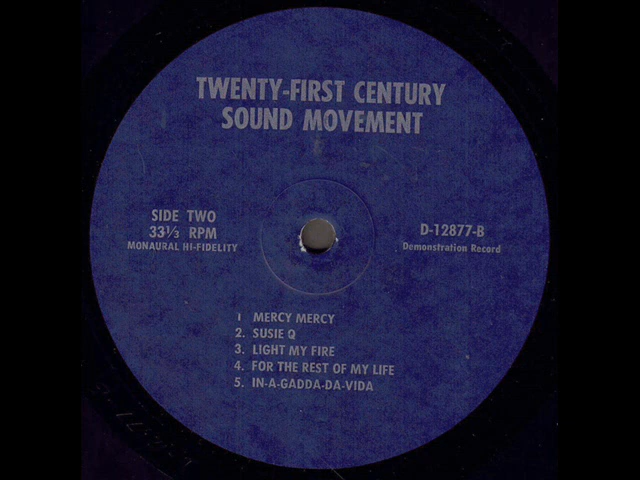 TWENTY-FIRST CENTURY
SOUND MOVEMENT
SIDE TWO
33⅓ RPM
MONAURAL HI-FIDELITY
D-12877-B
Demonstration Record
1 MERCY MERCY
2. SUSIE Q
3. LIGHT MY FIRE
4. FOR THE REST OF MY LIFE
5. IN-A-GADDA-DA-VIDA